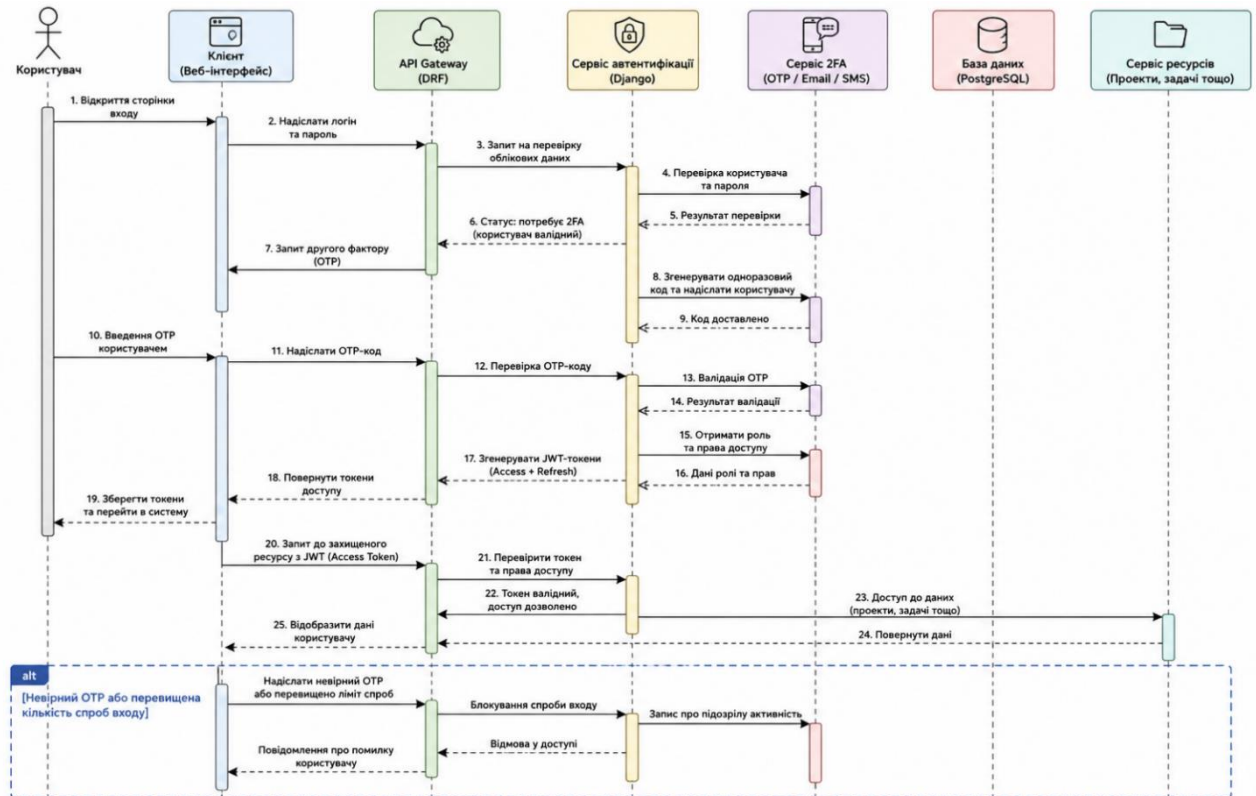 Користувач
Клієнт
(Веб-інтерфейс)
API Gateway
(DRF)
Сервіс автентифікації
(Django)
Сервіс 2FA
(OTP / Email / SMS)
База даних
(PostgreSQL)
Сервіс ресурсів
(Проекти, задачі тощо)
1. Відкриття сторінки
входу
2. Надіслати логін
та пароль
3. Запит на перевірку
облікових даних
4. Перевірка користувача
та пароля
5. Результат перевірки
6. Статус: потребує 2FA
(користувач валідний)
7. Запит другого фактору
(OTP)
8. Згенерувати одноразовий
код та надіслати користувачу
9. Код доставлено
10. Введення OTP
користувачем
11. Надіслати OTP-код
12. Перевірка OTP-коду
13. Валідація OTP
14. Результат валідації
15. Отримати роль
та права доступу
16. Дані ролі та прав
17. Згенерувати JWT-токени
(Access + Refresh)
18. Повернути токени
доступу
19. Зберегти токени
та перейти в систему
20. Запит до захищеного
ресурсу з JWT (Access Token)
21. Перевірити токен
та права доступу
22. Токен валідний,
доступ дозволено
23. Доступ до даних
(проекти, задачі тощо)
24. Повернути дані
25. Відобразити дані
користувачу
alt
[Невірний OTP або перевищена
кількість спроб входу]
Надіслати невірний OTP
або перевищено ліміт спроб
Блокування спроби входу
Запис про підозрілу активність
Відмова у доступі
Повідомлення про помилку
користувачу